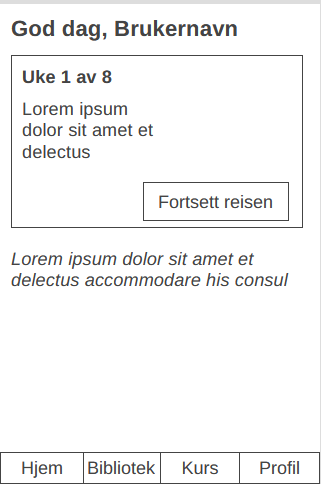 God dag, Brukernavn
Uke 1 av 8
Lorem ipsum
dolor sit amet et
delectus
Fortsett reisen
Lorem ipsum dolor sit amet et
delectus accommodare his consul
Hjem Bibliotek Kurs Profil